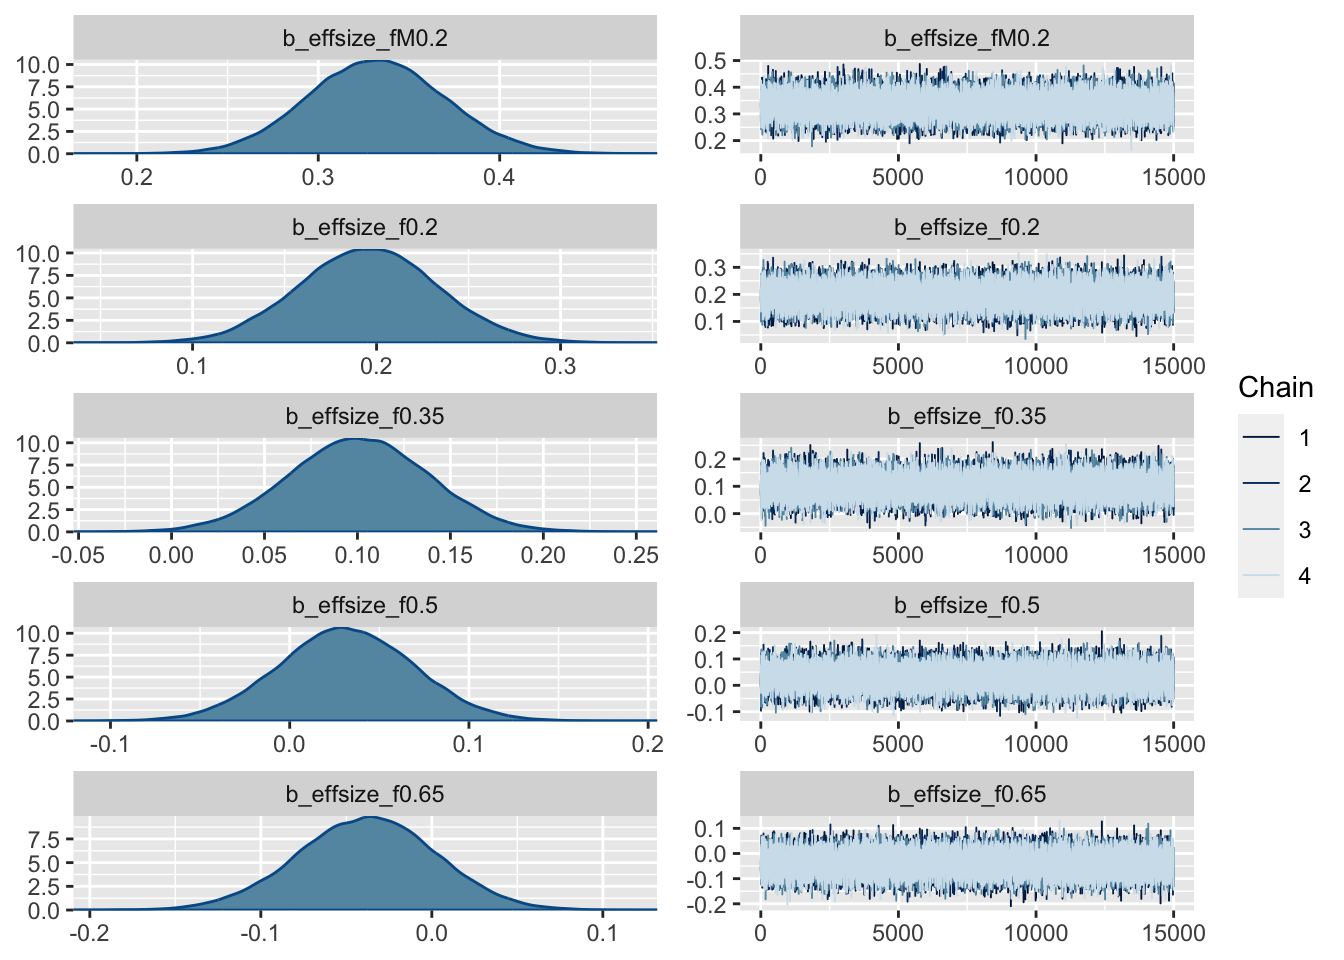 b_effsize_fM0.2
10.0
7.5
5.0
2.5
0.0
0.2 0.3 0.4
b_effsize_fM0.2
0.5
0.4
0.3
0.2
0 5000 10000 15000
b_effsize_f0.2
10.0
7.5
5.0
2.5
0.0
0.1 0.2 0.3
b_effsize_f0.2
0.3
0.2
0.1
0 5000 10000 15000
b_effsize_f0.35
10.0
7.5
5.0
2.5
0.0
-0.05 0.00 0.05 0.10 0.15 0.20 0.25
b_effsize_f0.35
0.2
0.1
0.0
0 5000 10000 15000
b_effsize_f0.5
10.0
7.5
5.0
2.5
0.0
-0.1 0.0 0.1 0.2
b_effsize_f0.5
0.2
0.1
0.0
-0.1
0 5000 10000 15000
b_effsize_f0.65
7.5
5.0
2.5
0.0
-0.2 -0.1 0.0 0.1
b_effsize_f0.65
0.1
0.0
-0.1
-0.2
0 5000 10000 15000
Chain
1
2
3
4